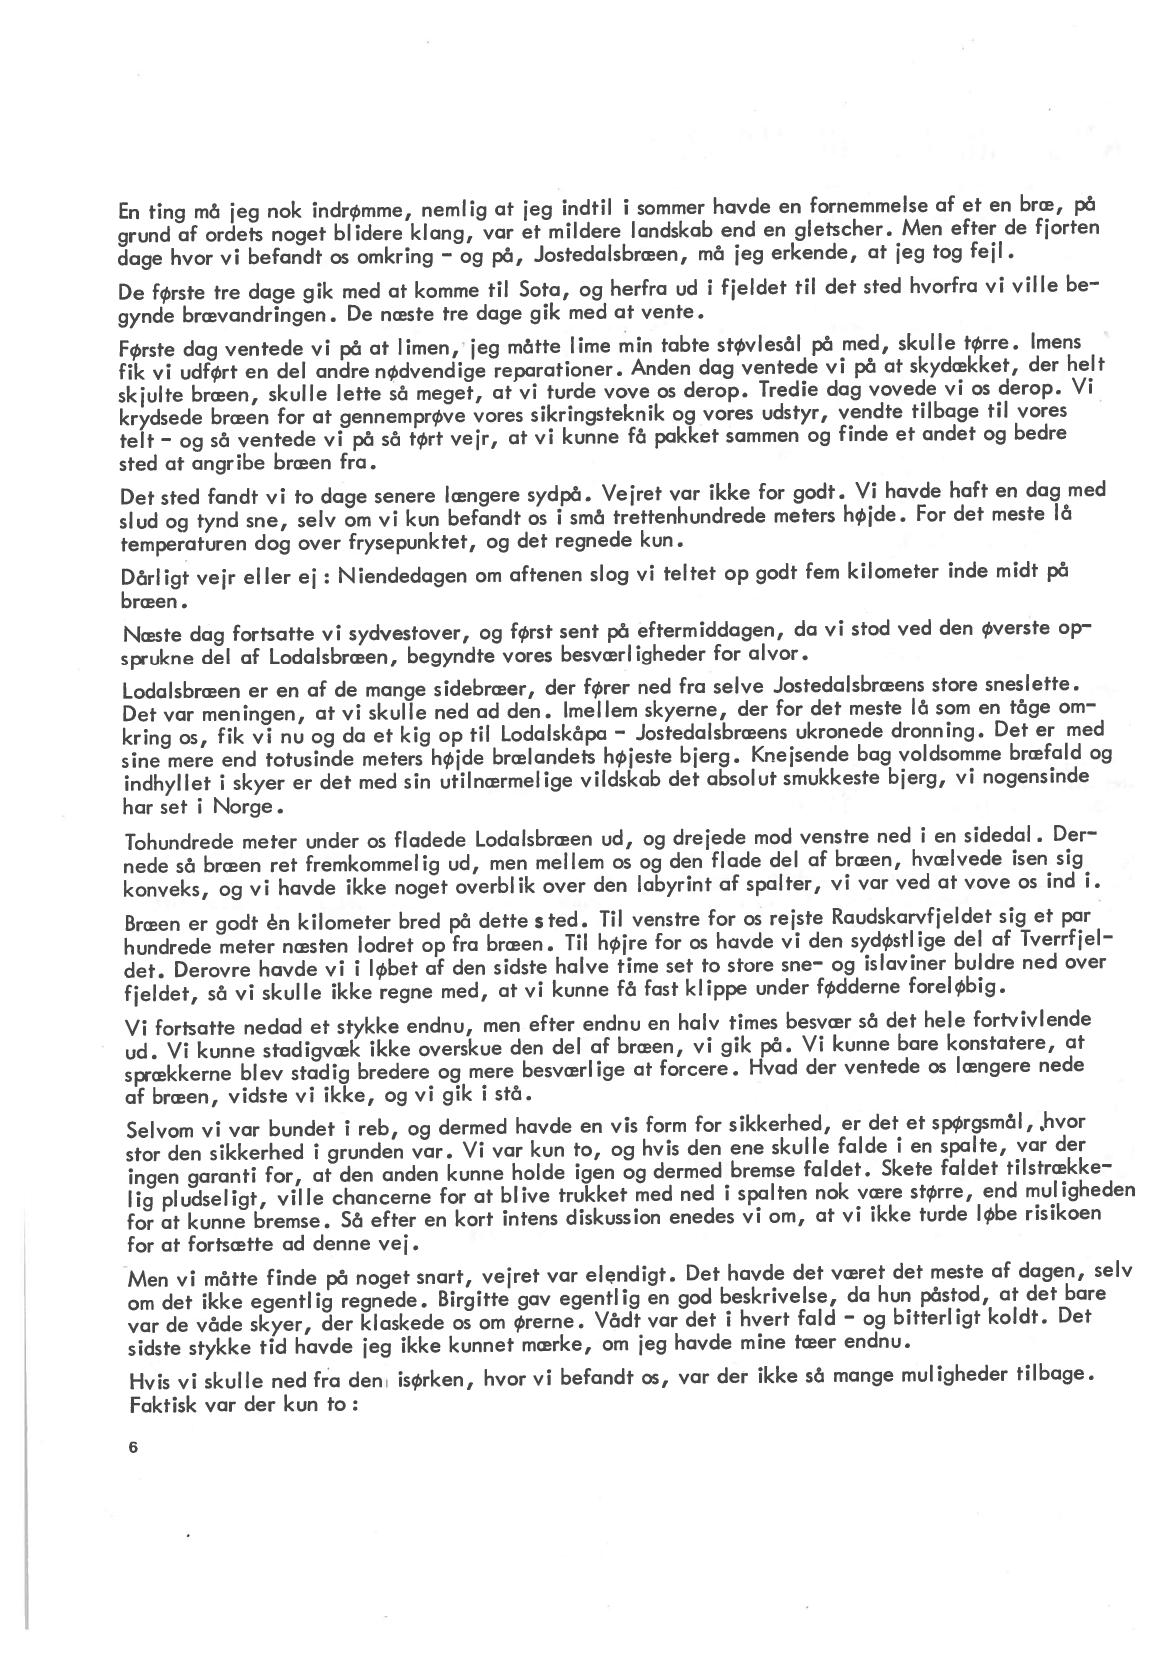 En ting må jeg nok indrømme, nemlig at jeg indtil i sommer havde en fornemmelse af et en bræ, på
grund af ordets noget blidere klang, var et mildere landskab end en gletscher. Men efter de fjorten
dage hvor vi befandt os omkring - og på, Jostedalsbræen, må jeg erkende, at jeg tog fejl.
De første tre dage gik med at komme til Sota, og herfra ud i fjeldet til det sted hvorfra vi ville be-
gynde brævandringen. De næste tre dage gik med at vente.
Første dag ventede vi på at limen, jeg måtte lime min tabte støvlesål på med, skulle tørre. Imens
fik vi udført en del andre nødvendige reparationer. Anden dag ventede vi på at skydækket, der helt
skjulte bræen, skulle lette så meget, at vi turde vove os derop. Tredie dag vovede vi os derop. Vi
krydsede bræen for at gennemprøve vores sikringsteknik og vores udstyr, vendte tilbage til vores
telt - og så ventede vi på så tørt vejr, at vi kunne få pakket sammen og finde et andet og bedre
sted at angribe bræen fra.
Det sted fandt vi to dage senere længere sydpå. Vejret var ikke for godt. Vi havde haft en dag med
slud og tynd sne, selv om vi kun befandt os i små trettenhundrede meters højde. For det meste lå
temperaturen dog over frysepunktet, og det regnede kun.
Dårligt vejr eller ej : Niendedagen om aftenen slog vi teltet op godt fem kilometer inde midt på
bræen.
Næste dag fortsatte vi sydvestover, og først sent på eftermiddagen, da vi stod ved den øverste op-
sprukne del af Lodalsbræen, begyndte vores besværligheder for alvor.
Lodalsbræen er en af de mange sidebræer, der fører ned fra selve Jostedalsbræens store sneslette.
Det var meningen, at vi skulle ned ad den. Imellem skyerne, der for det meste lå som en tåge om-
kring os, fik vi nu og da et kig op til Lodalskåpa - Jostedalsbræens ukronede dronning. Det er med
sine mere end totusinde meters højde brælandets højeste bjerg. Knejsende bag voldsomme bræfald og
indhyllet i skyer er det med sin utilnærmelige vildskab det absolut smukkeste bjerg, vi nogensinde
har set i Norge.
Tohundrede meter under os fladede Lodalsbræen ud, og drejede mod venstre ned i en sidedal. Der-
nede så bræen ret fremkommelig ud, men mellem os og den flade del af bræen, hvælvede isen sig
konveks, og vi havde ikke noget overblik over den labyrint af spalter, vi var ved at vove os ind i.
Bræen er godt én kilometer bred på dette sted. Til venstre for os rejste Raudskarvfjeldet sig et par
hundrede meter næsten lodret op fra bræen. Til højre for os havde vi den sydøstlige del af Tverrfjel-
det. Derovre havde vi i løbet af den sidste halve time set to store sne- og islaviner buldre ned over
fjeldet, så vi skulle ikke regne med, at vi kunne få fast klippe under fødderne foreløbig.
Vi fortsatte nedad et stykke endnu, men efter endnu en halv times besvær så det hele fortvivlende
ud. Vi kunne stadigvæk ikke overskue den del af bræen, vi gik på. Vi kunne bare konstatere, at
sprækkerne blev stadig bredere og mere besværlige at forcere. Hvad der ventede os længere nede
af bræen, vidste vi ikke, og vi gik i stå.
Selvom vi var bundet i reb, og dermed havde en vis form for sikkerhed, er det et spørgsmål, hvor
stor den sikkerhed i grunden var. Vi var kun to, og hvis den ene skulle falde i en spalte, var der
ingen garanti for, at den anden kunne holde igen og dermed bremse faldet. Skete faldet tilstrække-
lig pludseligt, ville chancerne for at blive trukket med ned i spalten nok være større, end muligheden
for at kunne bremse. Så efter en kort intens diskussion enedes vi om, at vi ikke turde løbe risikoen
for at fortsætte ad denne vej.
Men vi måtte finde på noget snart, vejret var elendigt. Det havde det været det meste af dagen, selv
om det ikke egentlig regnede. Birgitte gav egentlig en god beskrivelse, da hun påstod, at det bare
var de våde skyer, der klaskede os om ørerne. Vådt var det i hvert fald - og bitterligt koldt. Det
sidste stykke tid havde jeg ikke kunnet mærke, om jeg havde mine tæer endnu.
Hvis vi skulle ned fra den isørken, hvor vi befandt os, var der ikke så mange muligheder tilbage.
Faktisk var der kun to :
6